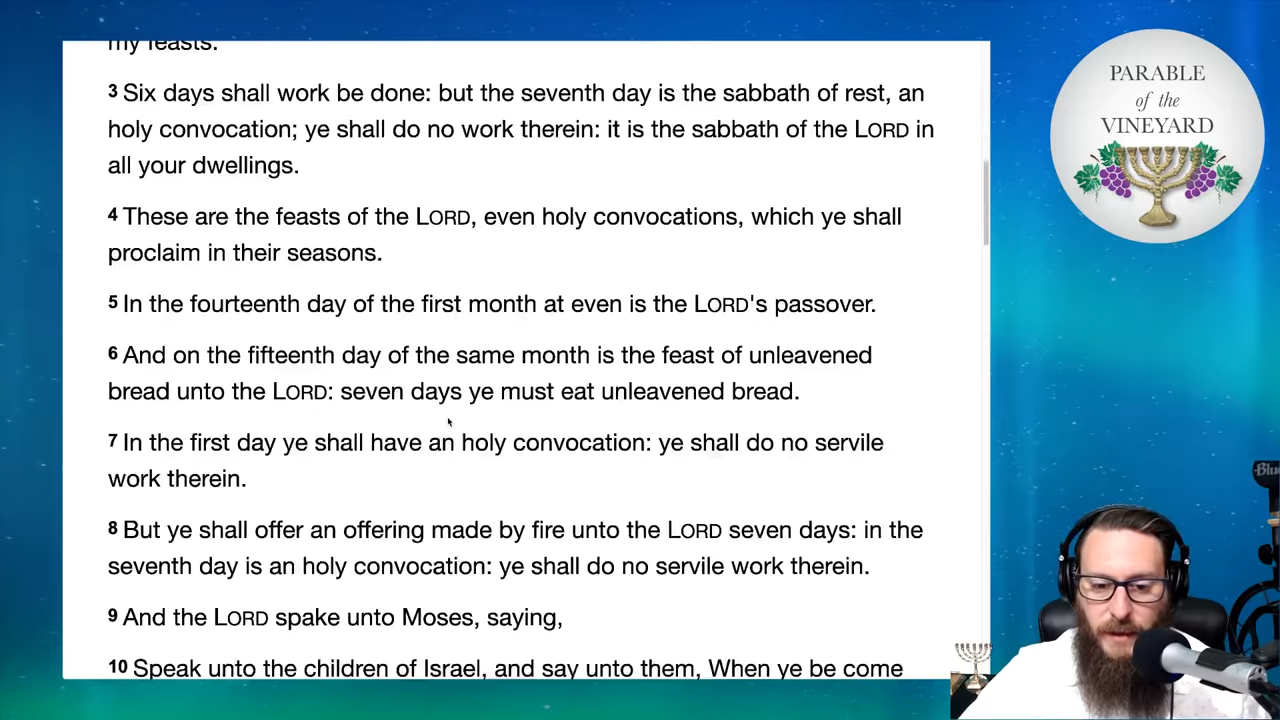 my feasts.
3 Six days shall work be done: but the seventh day is the sabbath of rest, an
holy convocation; ye shall do no work therein: it is the sabbath of the LORD in
all your dwellings.
4 These are the feasts of the LORD, even holy convocations, which ye shall
proclaim in their seasons.
5 In the fourteenth day of the first month at even is the LORD's passover.
6 And on the fifteenth day of the same month is the feast of unleavened
bread unto the LORD: seven days ye must eat unleavened bread.
7 In the first day ye shall have an holy convocation: ye shall do no servile
work therein.
8 But ye shall offer an offering made by fire unto the LORD seven days: in the
seventh day is an holy convocation: ye shall do no servile work therein.
9 And the LORD spake unto Moses, saying,
10 Speak unto the children of Israel, and say unto them, When ye be come
PARABLE
of the
VINEYARD
Blue